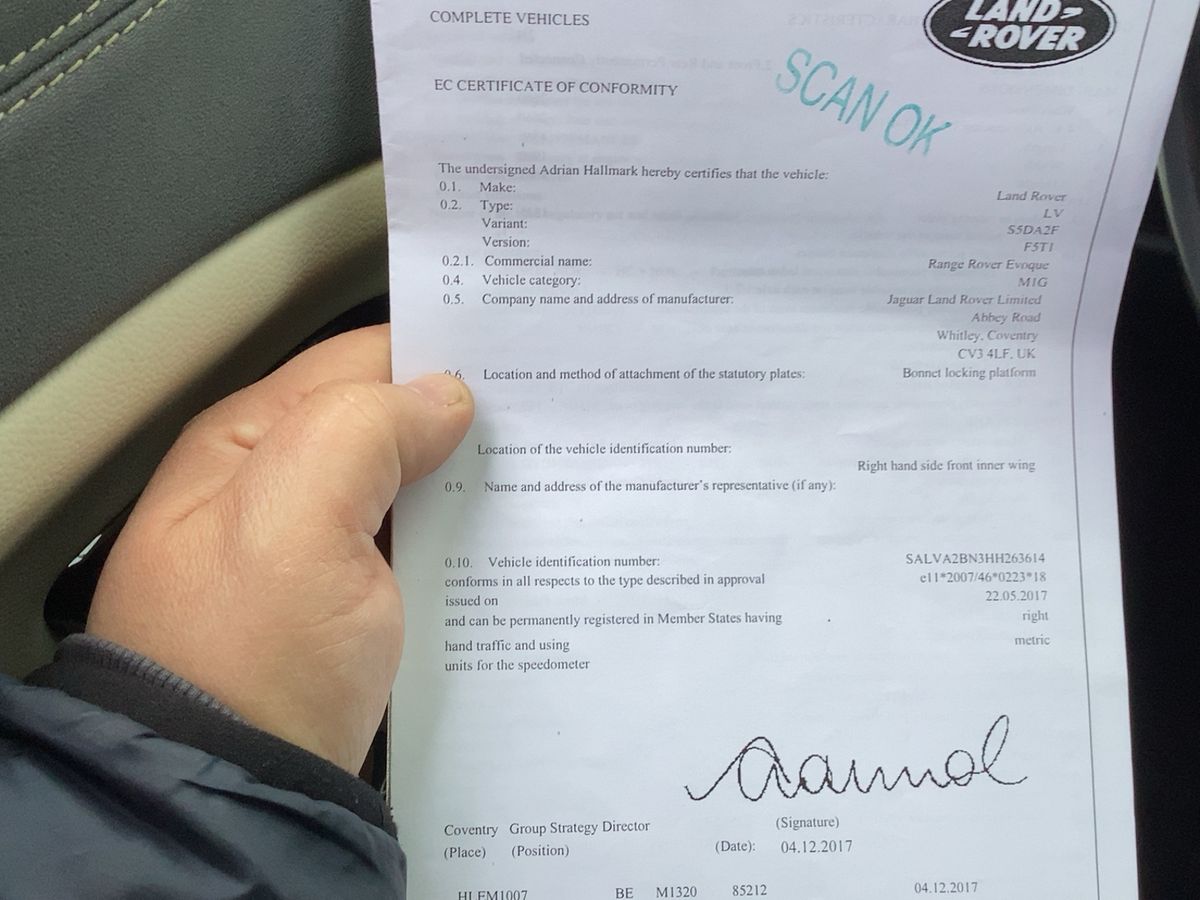 COMPLETE VEHICLES
LAND-
-ROVER
EC CERTIFICATE OF CONFORMITY
SCAN OK
The undersigned Adrian Hallmark hereby certifies that the vehicle:
0.1. Make: Land Rover
0.2. Type: LV
Variant: S5DA2F
Version: F5T1
0.2.1. Commercial name: Range Rover Evoque
0.4. Vehicle category: M1G
0.5. Company name and address of manufacturer: Jaguar Land Rover Limited
Abbey Road
Whitley, Coventry
CV3 4LF, UK
0.6. Location and method of attachment of the statutory plates: Bonnet locking platform
Location of the vehicle identification number:
Right hand side front inner wing
0.9. Name and address of the manufacturer's representative (if any):
0.10. Vehicle identification number: SALVA2BN3HH263614
conforms in all respects to the type described in approval e11*2007/46*0223*18
issued on 22.05.2017
and can be permanently registered in Member States having right
hand traffic and using metric
units for the speedometer
Coventry Group Strategy Director (Signature)
(Place) (Position) (Date): 04.12.2017
HLFM1007 BE M1320 85212 04.12.2017